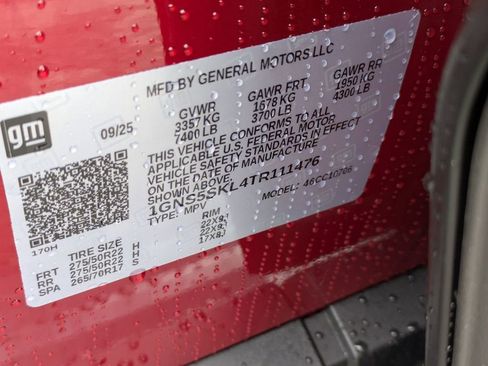 MFD BY GENERAL MOTORS LLC
gm
09/25
GVWR GAWR FRT GAWR RR
3357 KG 1678 KG 1950 KG
7400 LB 3700 LB 4300 LB
THIS VEHICLE CONFORMS TO ALL
APPLICABLE U.S. FEDERAL MOTOR
VEHICLE SAFETY STANDARDS IN EFFECT
ON THE DATE OF MANUFACTURE
SHOWN ABOVE.
1GNS5SKL4TR111476
TYPE: MPV MODEL: 46CC10706
170H
TIRE SIZE RIM
FRT 275/50R22 H 22X9J
RR 275/50R22 H 22X9J
SPA 265/70R17 S 17X8J